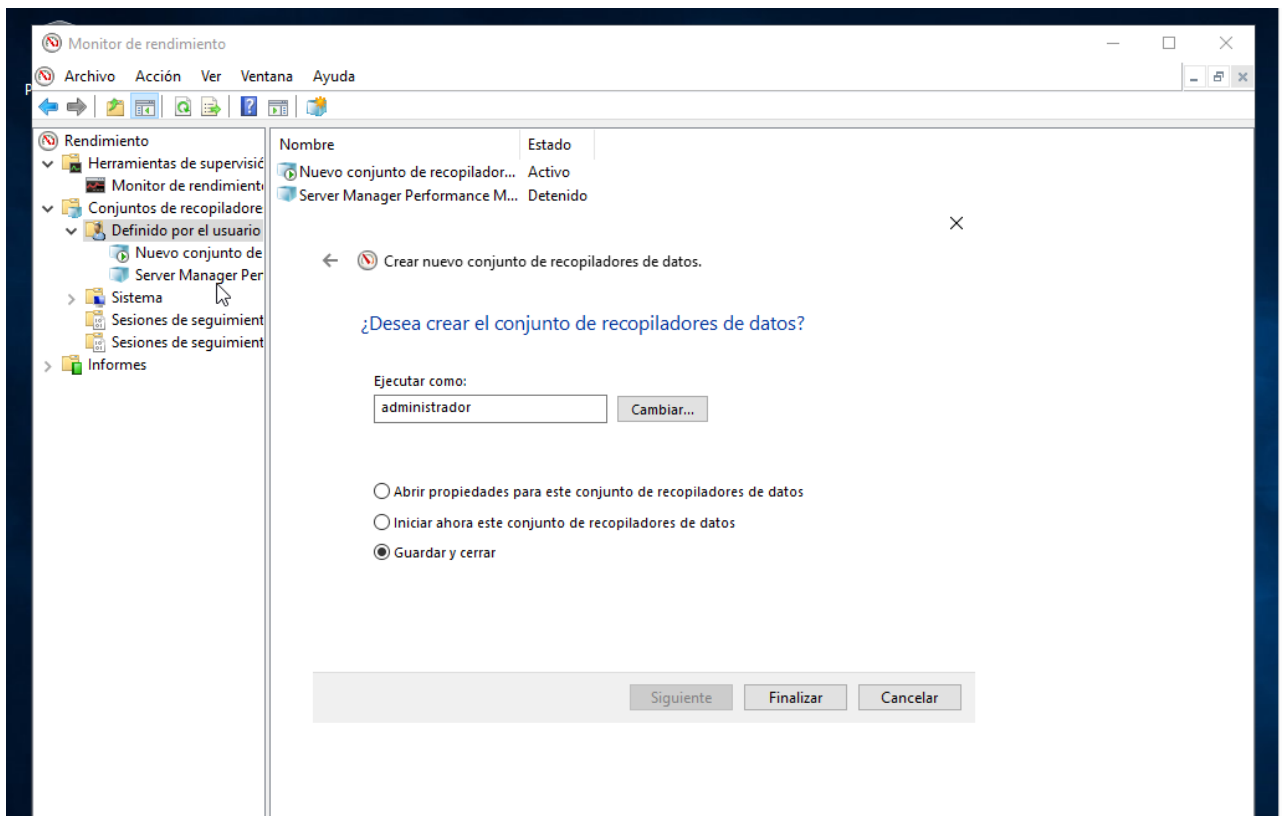 Monitor de rendimiento
Archivo Acción Ver Ventana Ayuda
P
Rendimiento
Herramientas de supervisió
Monitor de rendimient
Conjuntos de recopiladore
Definido por el usuario
Nuevo conjunto de
Server Manager Per
Sistema
Sesiones de seguimient
Sesiones de seguimient
Informes
Nombre Estado
Nuevo conjunto de recopilador... Activo
Server Manager Performance M... Detenido
Crear nuevo conjunto de recopiladores de datos.
¿Desea crear el conjunto de recopiladores de datos?
Ejecutar como:
administrador Cambiar...
Abrir propiedades para este conjunto de recopiladores de datos
Iniciar ahora este conjunto de recopiladores de datos
Guardar y cerrar
Siguiente Finalizar Cancelar